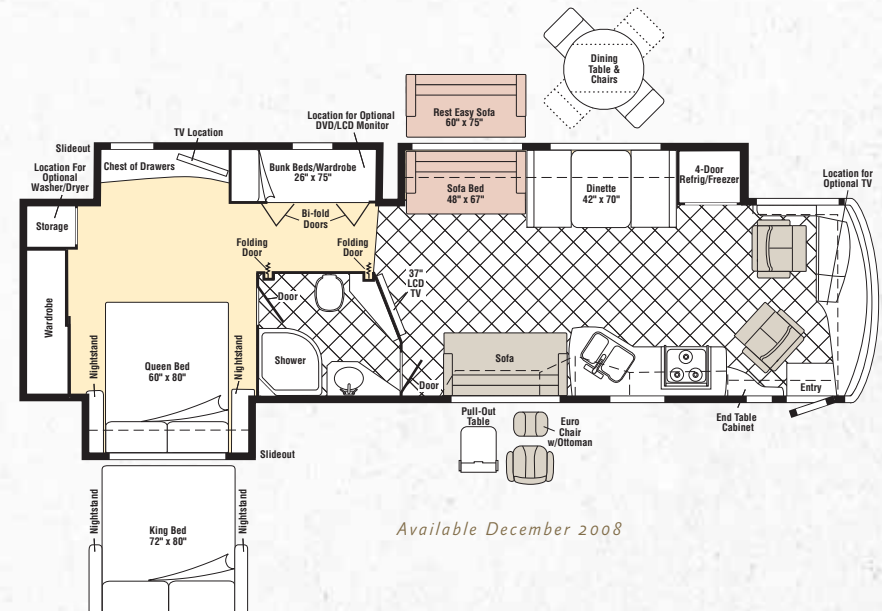 Dining
Table &
Chairs
Rest Easy Sofa
60" x 75"
Location for Optional
DVD/LCD Monitor
TV Location
Slideout
Location For
Optional
Washer/Dryer
Chest of Drawers
Bunk Beds/Wardrobe
26" x 75"
Sofa Bed
48" x 67"
Dinette
42" x 70"
4-Door
Refrig/Freezer
Location for
Optional TV
Storage
Bi-fold
Doors
Folding
Door
Folding
Door
37"
LCD
TV
Door
Wardrobe
Nightstand
Queen Bed
60" x 80"
Nightstand
Shower
Sofa
Door
Entry
End Table
Cabinet
Pull-Out
Table
Euro
Chair
w/Ottoman
Slideout
Nightstand
King Bed
72" x 80"
Nightstand
Available December 2008